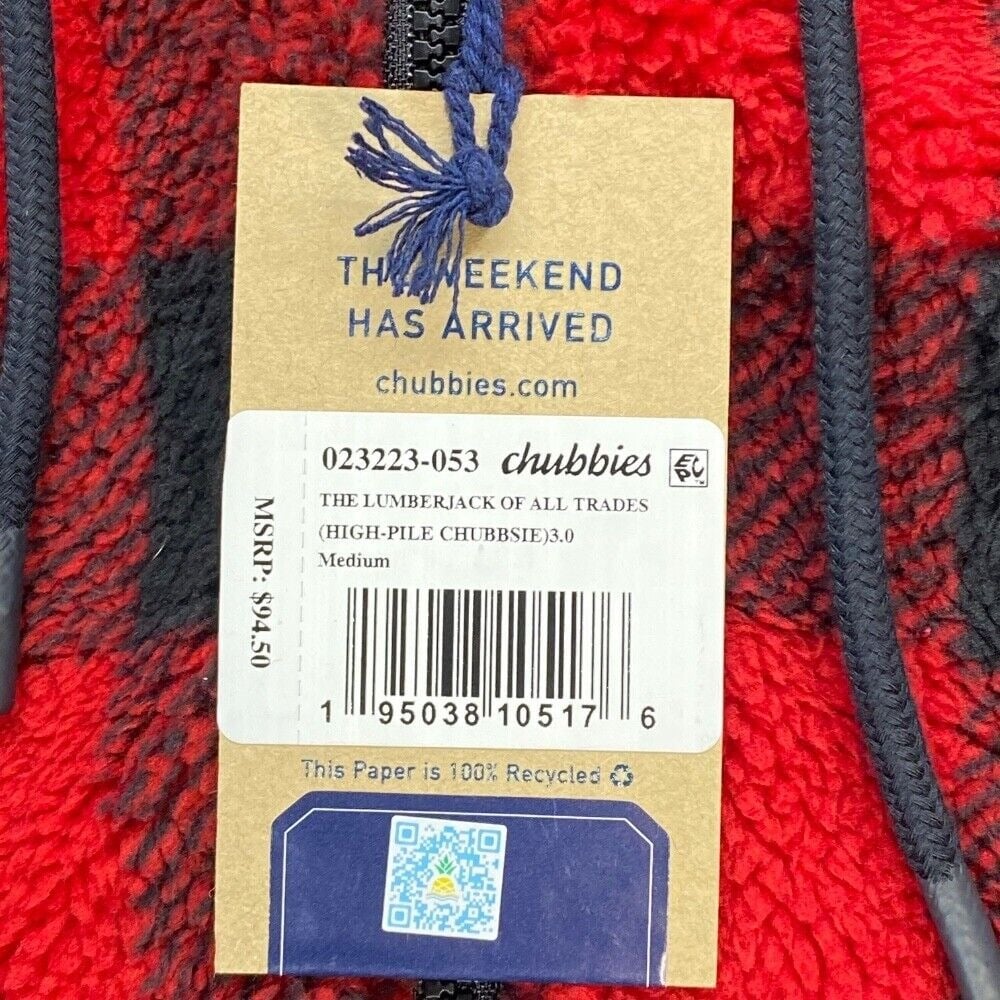 THE WEEKEND
HAS ARRIVED
chubbies.com
023223-053 chubbies EPC
THE LUMBERJACK OF ALL TRADES
(HIGH-PILE CHUBBSIE)3.0
Medium
MSRP: $94.50
1 95038 10517 6
This Paper is 100% Recycled